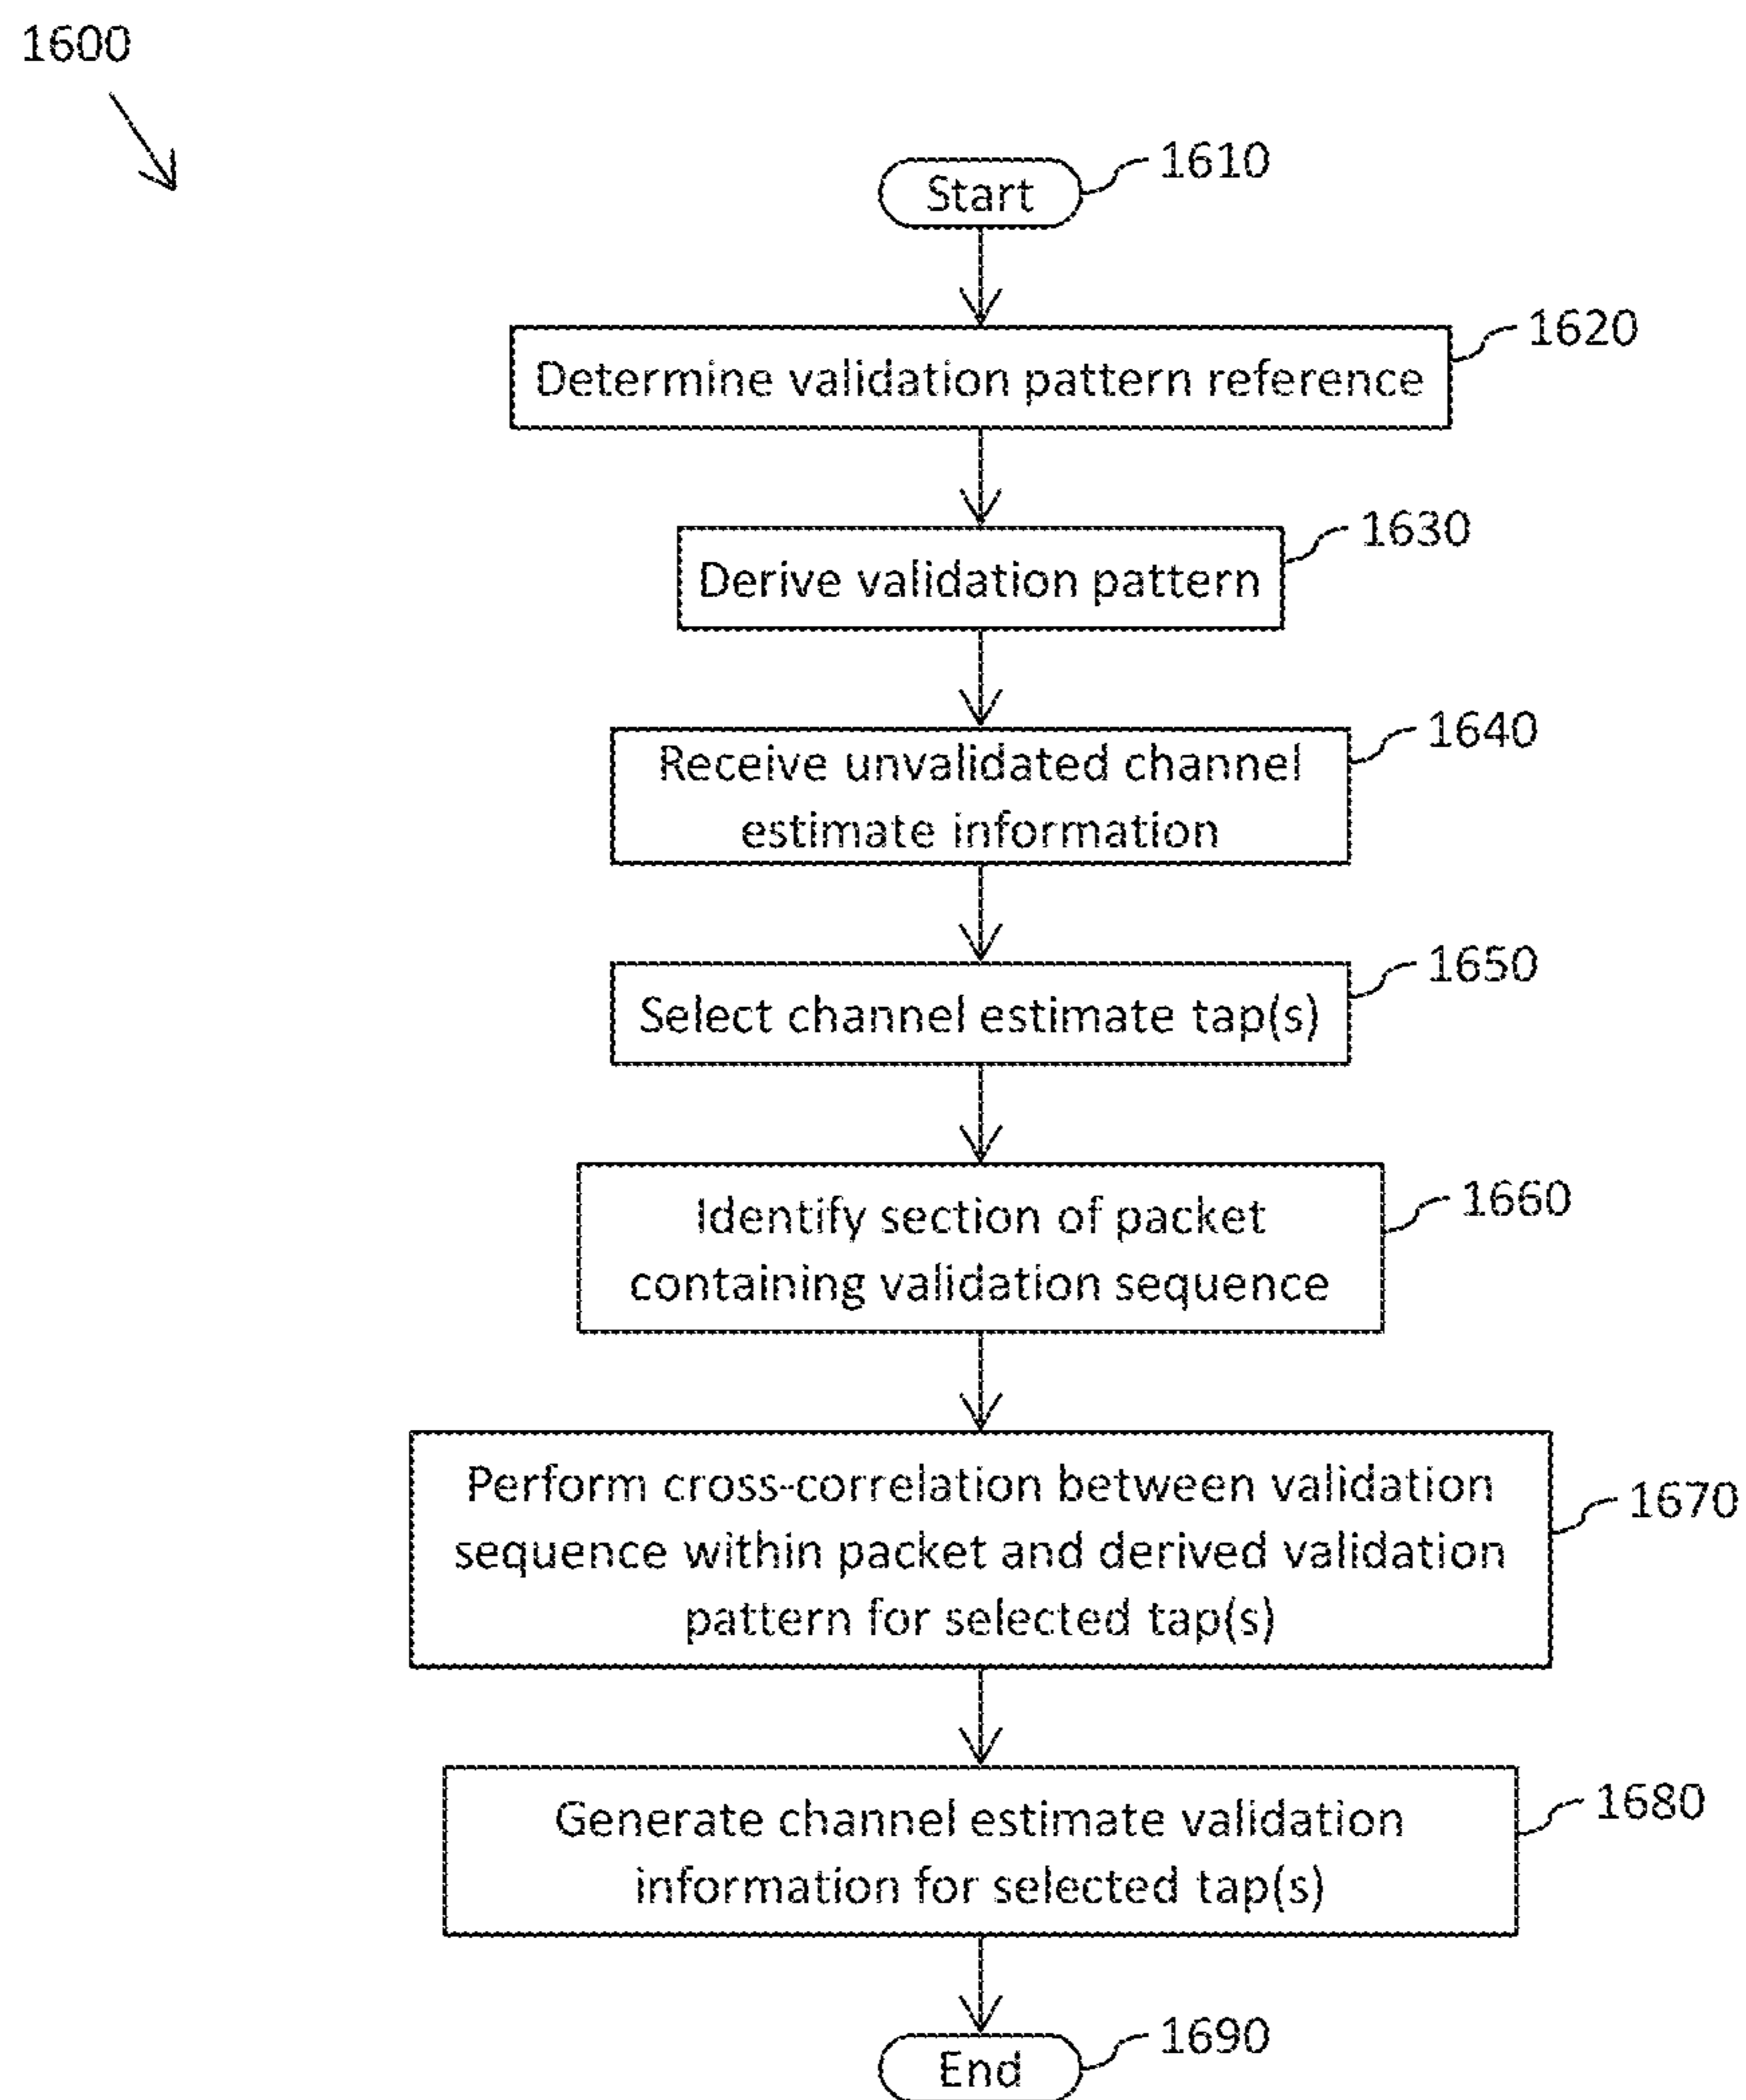 1600
Start
1610
Determine validation pattern reference
1620
Derive validation pattern
1630
Receive unvalidated channel
estimate information
1640
Select channel estimate tap(s)
1650
Identify section of packet
containing validation sequence
1660
Perform cross-correlation between validation
sequence within packet and derived validation
pattern for selected tap(s)
1670
Generate channel estimate validation
information for selected tap(s)
1680
End
1690